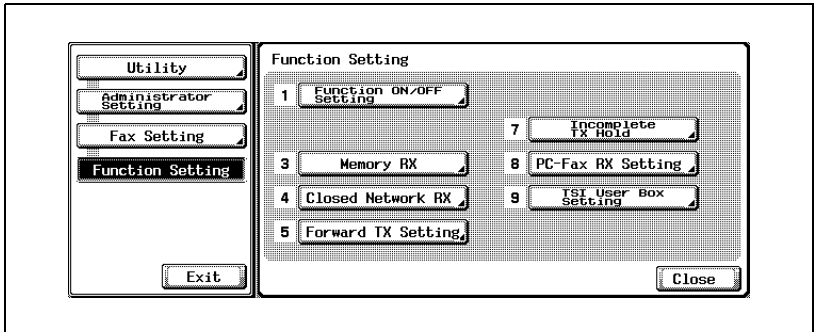 Utility
Administrator
Setting
Fax Setting
Function Setting
Exit
Function Setting
1 Function ON/OFF
Setting
3 Memory RX
4 Closed Network RX
5 Forward TX Setting
7 Incomplete
TX Hold
8 PC-Fax RX Setting
9 TSI User Box
Setting
Close